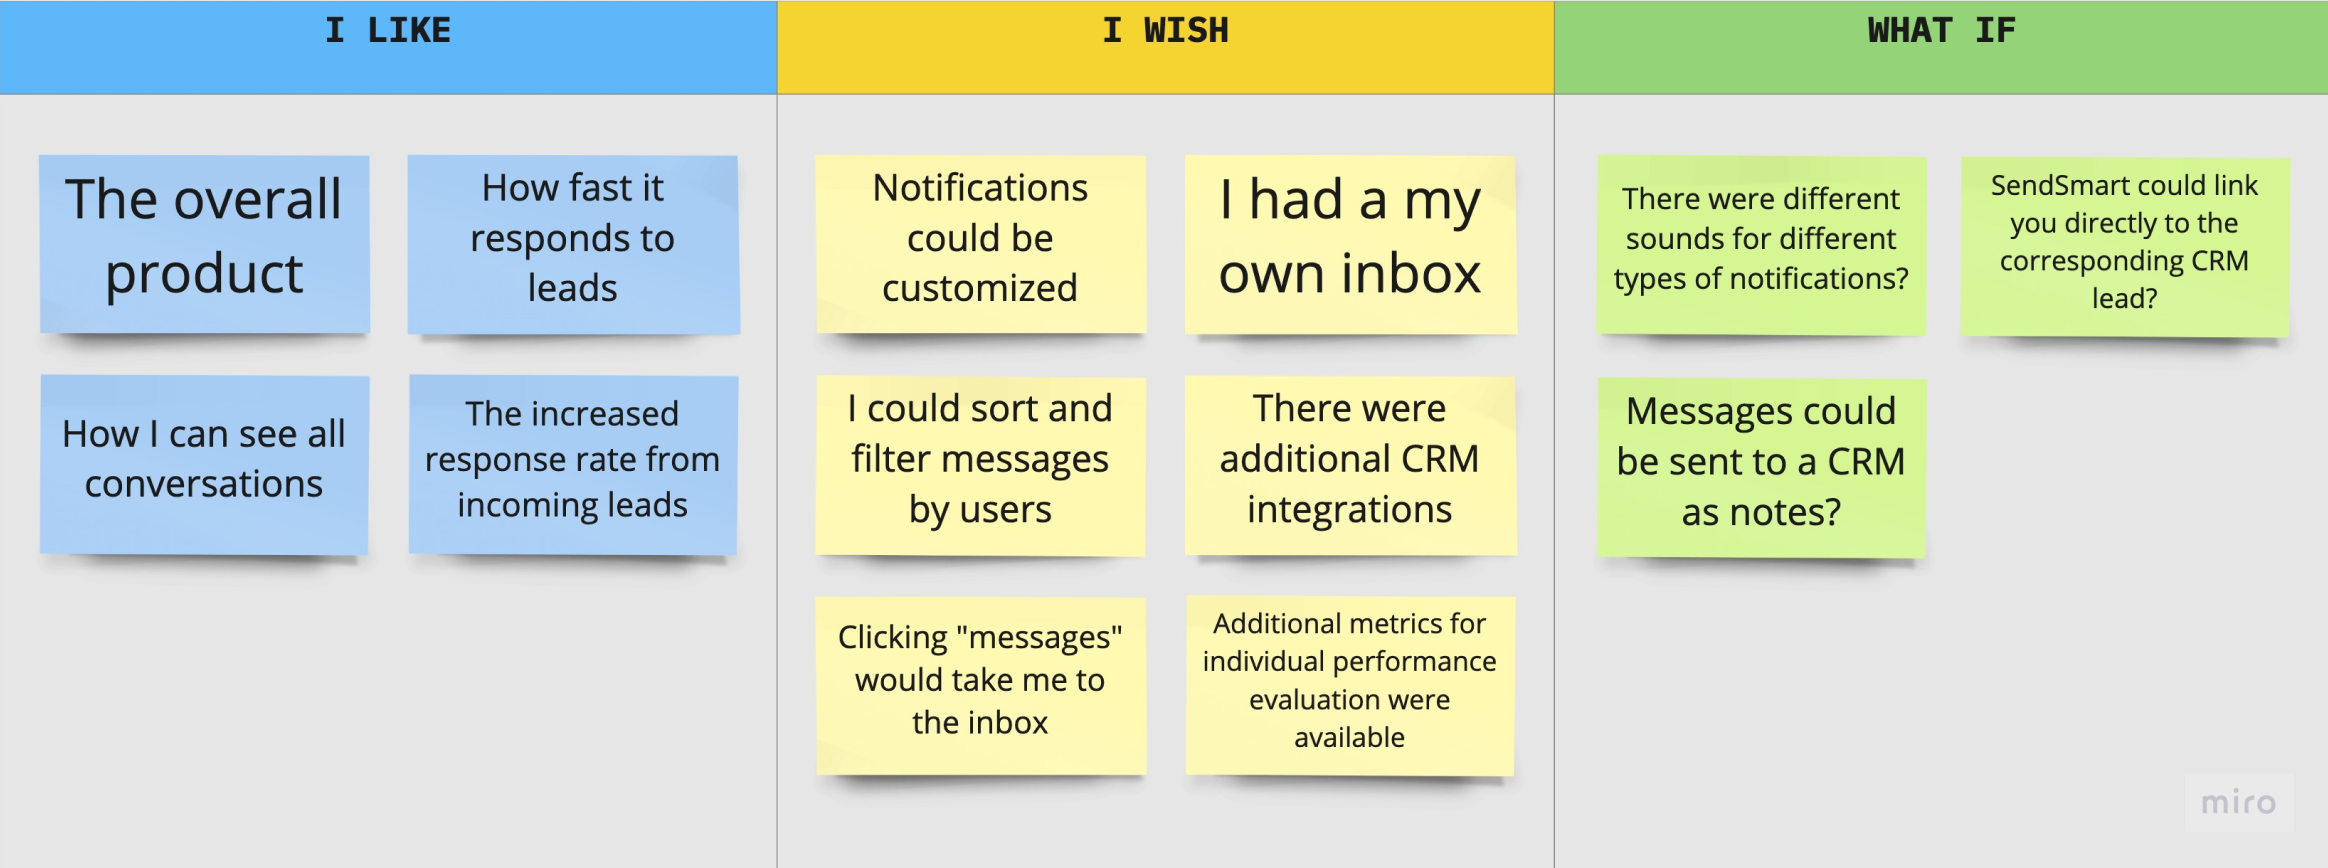 I LIKE
I WISH
WHAT IF
The overall
product
How fast it
responds to
leads
How I can see all
conversations
The increased
response rate from
incoming leads
Notifications
could be
customized
I had a my
own inbox
I could sort and
filter messages
by users
There were
additional CRM
integrations
Clicking "messages"
would take me to
the inbox
Additional metrics for
individual performance
evaluation were
available
There were different
sounds for different
types of notifications?
SendSmart could link
you directly to the
corresponding CRM
lead?
Messages could
be sent to a CRM
as notes?
miro